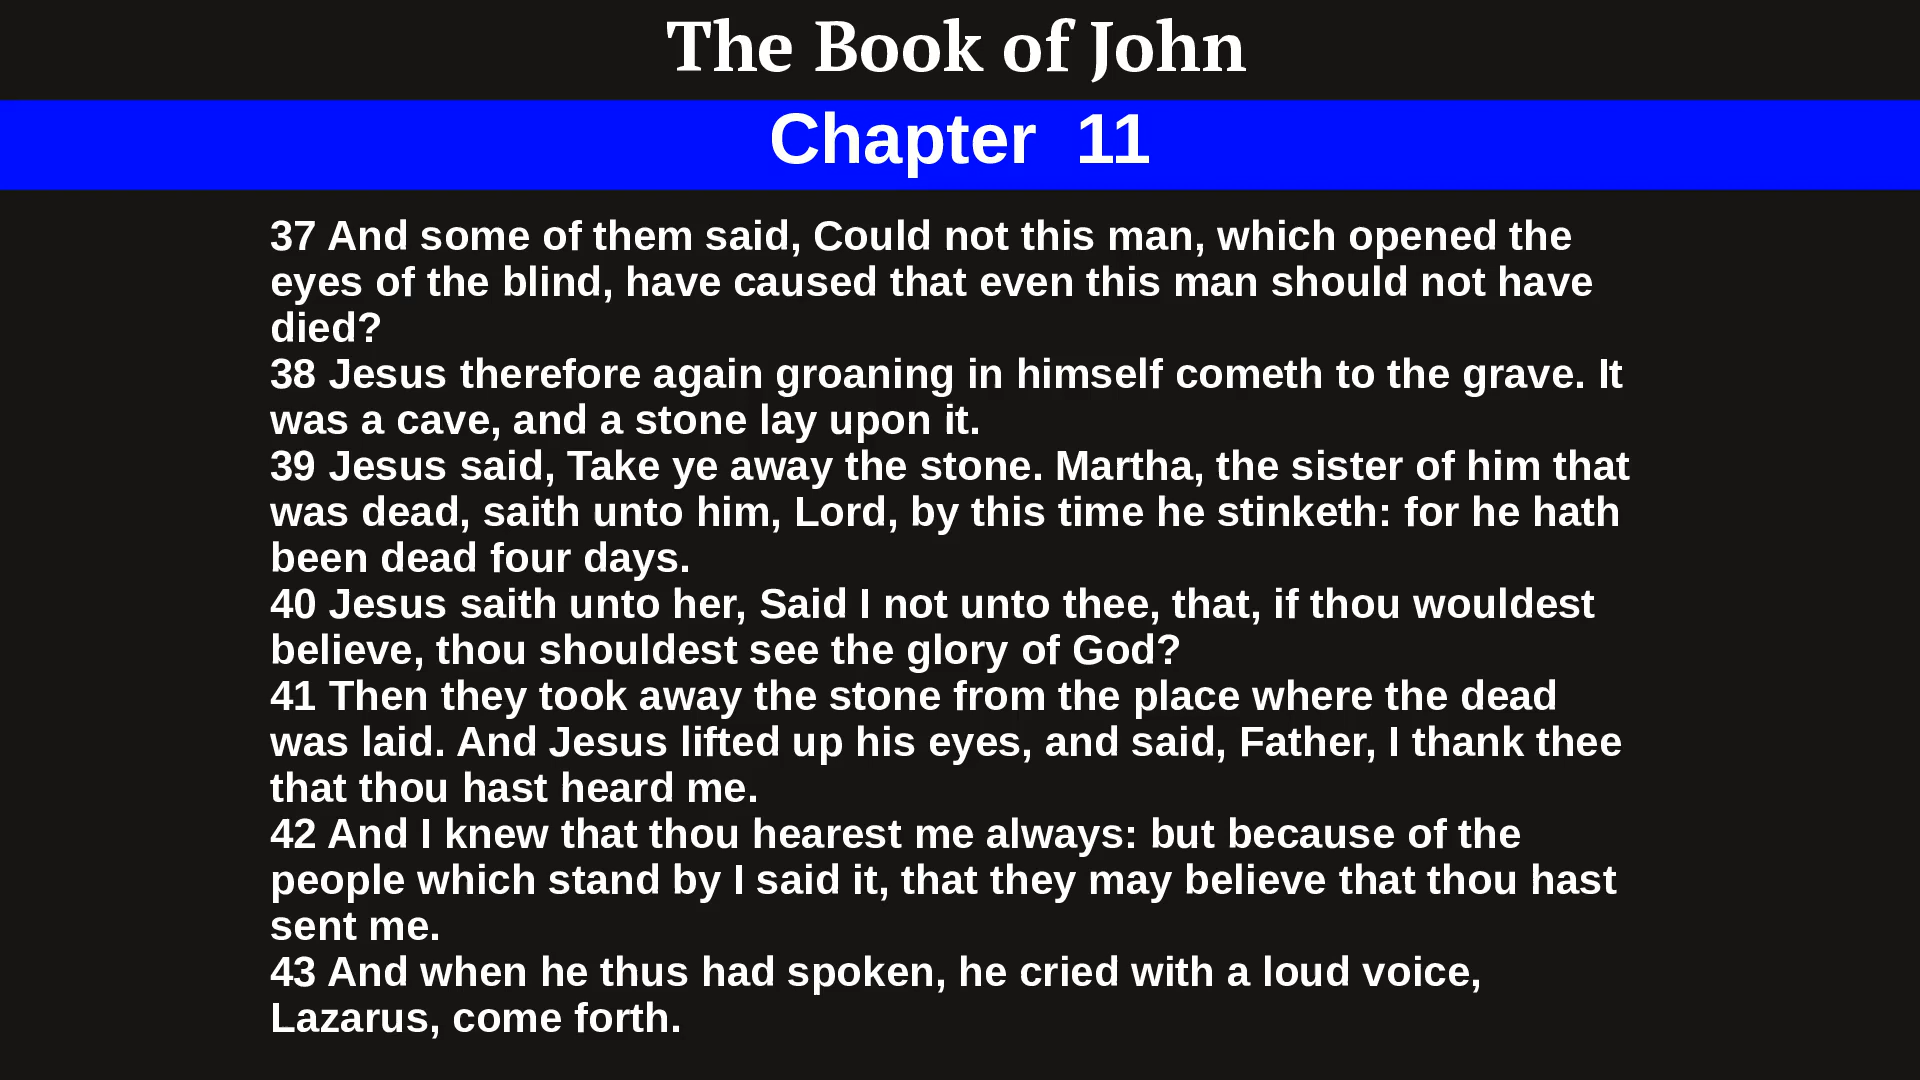 The Book of John
Chapter 11
37 And some of them said, Could not this man, which opened the
eyes of the blind, have caused that even this man should not have
died?
38 Jesus therefore again groaning in himself cometh to the grave. It
was a cave, and a stone lay upon it.
39 Jesus said, Take ye away the stone. Martha, the sister of him that
was dead, saith unto him, Lord, by this time he stinketh: for he hath
been dead four days.
40 Jesus saith unto her, Said I not unto thee, that, if thou wouldest
believe, thou shouldest see the glory of God?
41 Then they took away the stone from the place where the dead
was laid. And Jesus lifted up his eyes, and said, Father, I thank thee
that thou hast heard me.
42 And I knew that thou hearest me always: but because of the
people which stand by I said it, that they may believe that thou hast
sent me.
43 And when he thus had spoken, he cried with a loud voice,
Lazarus, come forth.